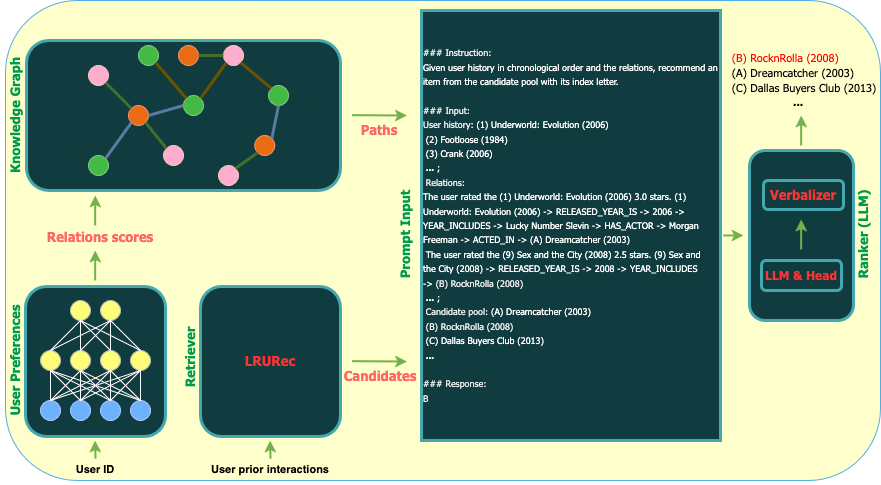 Knowledge Graph
Relations scores
User Preferences
User ID
Retriever
LRURec
User prior interactions
Paths
Candidates
Prompt Input
### Instruction:
Given user history in chronological order and the relations, recommend an
item from the candidate pool with its index letter.
### Input:
User history: (1) Underworld: Evolution (2006)
(2) Footloose (1984)
(3) Crank (2006)
... ;
Relations:
The user rated the (1) Underworld: Evolution (2006) 3.0 stars. (1)
Underworld: Evolution (2006) -> RELEASED_YEAR_IS -> 2006 ->
YEAR_INCLUDES -> Lucky Number Slevin -> HAS_ACTOR -> Morgan
Freeman -> ACTED_IN -> (A) Dreamcatcher (2003)
The user rated the (9) Sex and the City (2008) 2.5 stars. (9) Sex and
the City (2008) -> RELEASED_YEAR_IS -> 2008 -> YEAR_INCLUDES
-> (B) RocknRolla (2008)
... ;
Candidate pool: (A) Dreamcatcher (2003)
(B) RocknRolla (2008)
(C) Dallas Buyers Club (2013)
...
### Response:
B
(B) RocknRolla (2008)
(A) Dreamcatcher (2003)
(C) Dallas Buyers Club (2013)
...
Verbalizer
LLM & Head
Ranker (LLM)